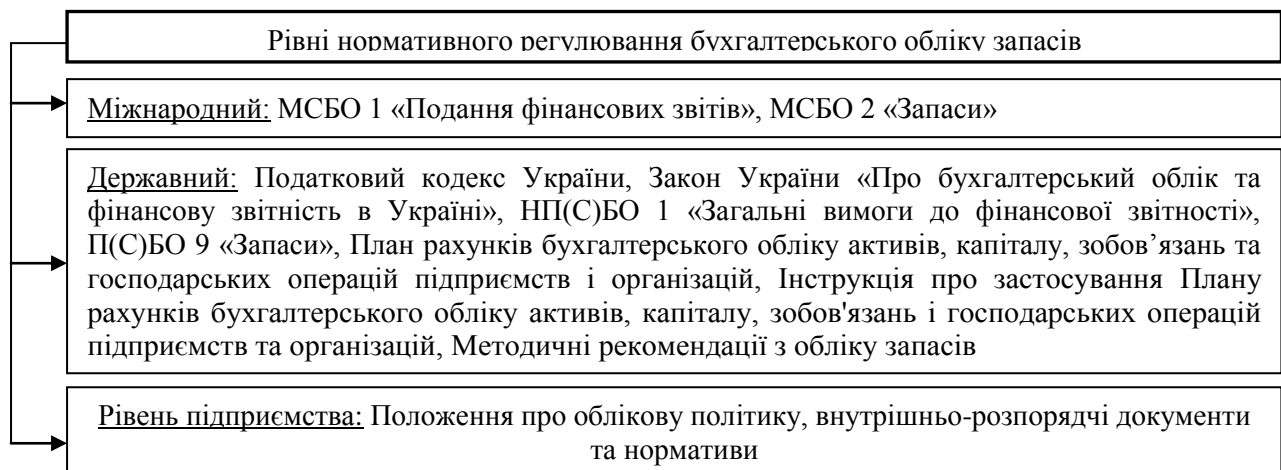 Рівні нормативного регулювання бухгалтерського обліку запасів
Міжнародний: МСБО 1 «Подання фінансових звітів», МСБО 2 «Запаси»
Державний: Податковий кодекс України, Закон України «Про бухгалтерський облік та
фінансову звітність в Україні», НП(С)БО 1 «Загальні вимоги до фінансової звітності»,
П(С)БО 9 «Запаси», План рахунків бухгалтерського обліку активів, капіталу, зобов’язань та
господарських операцій підприємств і організацій, Інструкція про застосування Плану
рахунків бухгалтерського обліку активів, капіталу, зобов'язань і господарських операцій
підприємств та організацій, Методичні рекомендації з обліку запасів
Рівень підприємства: Положення про облікову політику, внутрішньо-розпорядчі документи
та нормативи